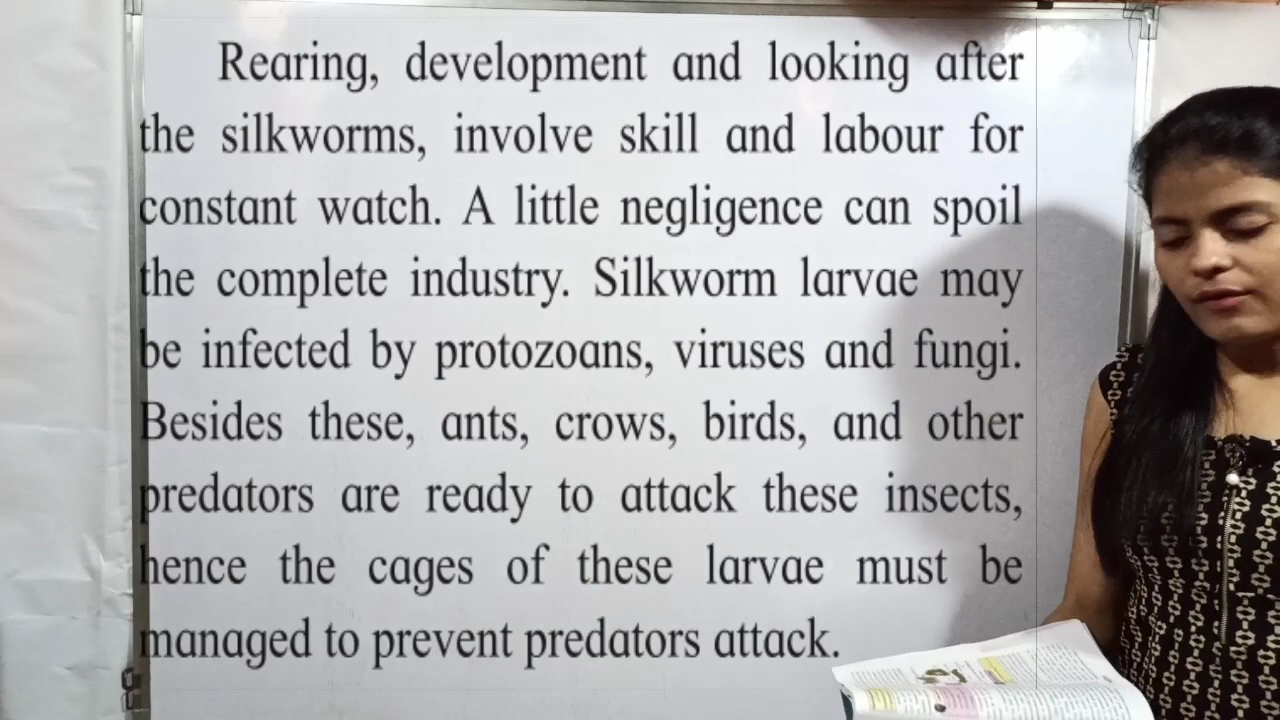 Rearing, development and looking after
the silkworms, involve skill and labour for
constant watch. A little negligence can spoil
the complete industry. Silkworm larvae may
be infected by protozoans, viruses and fungi.
Besides these, ants, crows, birds, and other
predators are ready to attack these insects,
hence the cages of these larvae must be
managed to prevent predators attack.